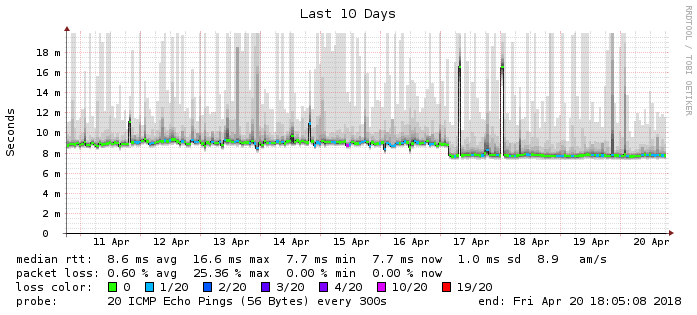 Last 10 Days
RRDTOOL / TOBI OETIKER
Seconds
18 m
16 m
14 m
12 m
10 m
8 m
6 m
4 m
2 m
0
11 Apr 12 Apr 13 Apr 14 Apr 15 Apr 16 Apr 17 Apr 18 Apr 19 Apr 20 Apr
median rtt: 8.6 ms avg 16.6 ms max 7.7 ms min 7.7 ms now 1.0 ms sd 8.9 am/s
packet loss: 0.60 % avg 25.36 % max 0.00 % min 0.00 % now
loss color: 0 1/20 2/20 3/20 4/20 10/20 19/20
probe: 20 ICMP Echo Pings (56 Bytes) every 300s end: Fri Apr 20 18:05:08 2018